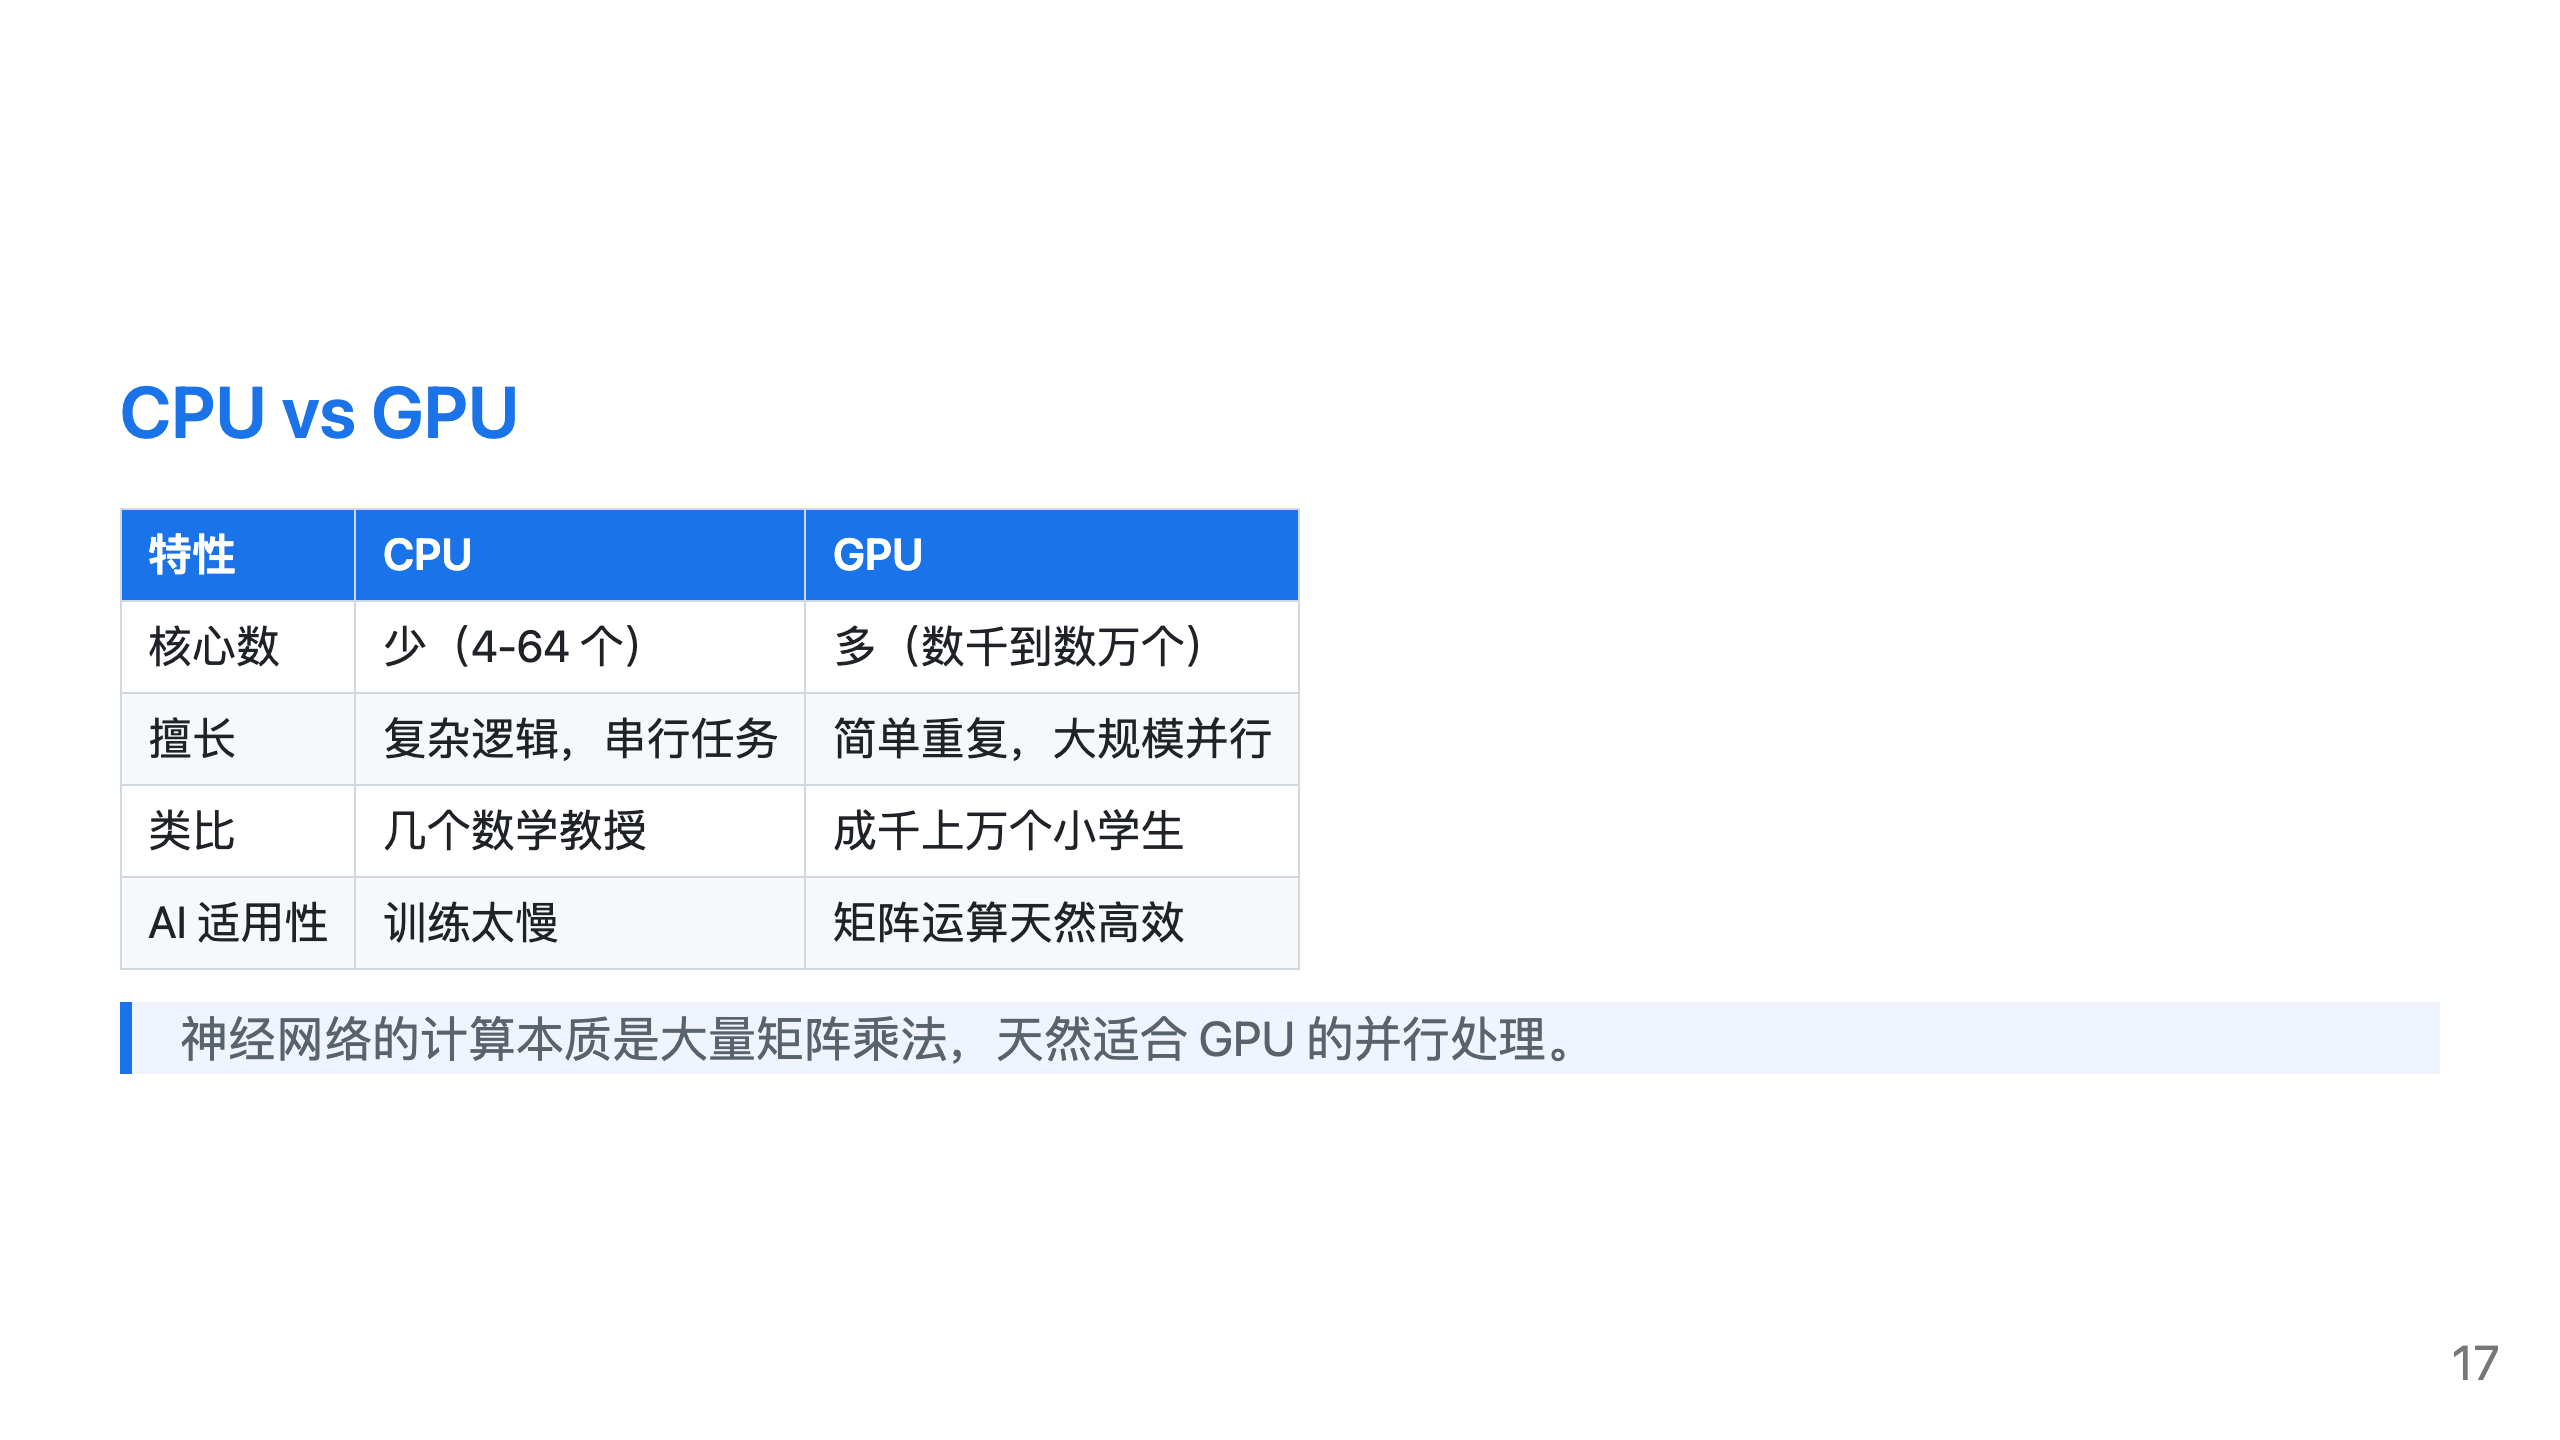 CPU vs GPU
特性 CPU GPU
核心数 少（4-64 个） 多（数千到数万个）
擅长 复杂逻辑，串行任务 简单重复，大规模并行
类比 几个数学教授 成千上万个小学生
AI 适用性 训练太慢 矩阵运算天然高效
神经网络的计算本质是大量矩阵乘法，天然适合 GPU 的并行处理。
17